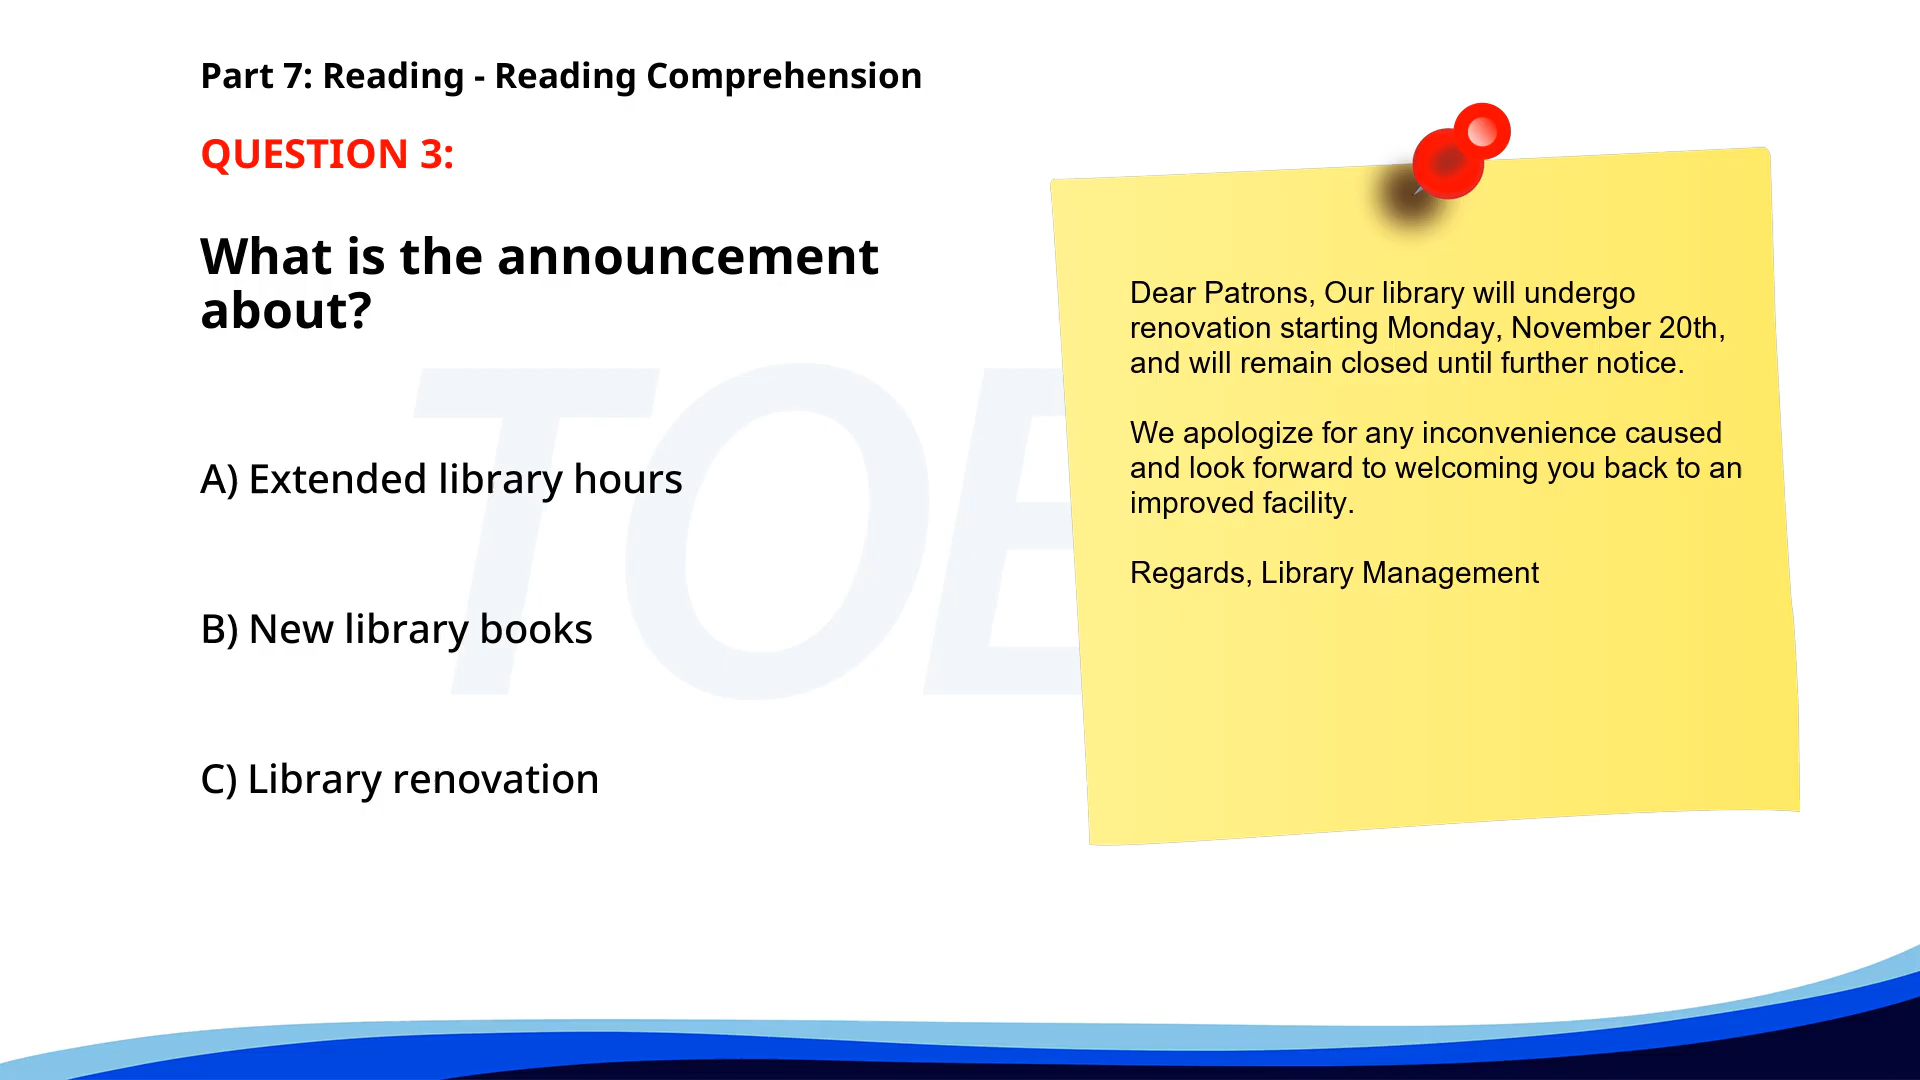 Part 7: Reading - Reading Comprehension
QUESTION 3:
What is the announcement
about?
A) Extended library hours
B) New library books
C) Library renovation
Dear Patrons, Our library will undergo
renovation starting Monday, November 20th,
and will remain closed until further notice.
We apologize for any inconvenience caused
and look forward to welcoming you back to an
improved facility.
Regards, Library Management